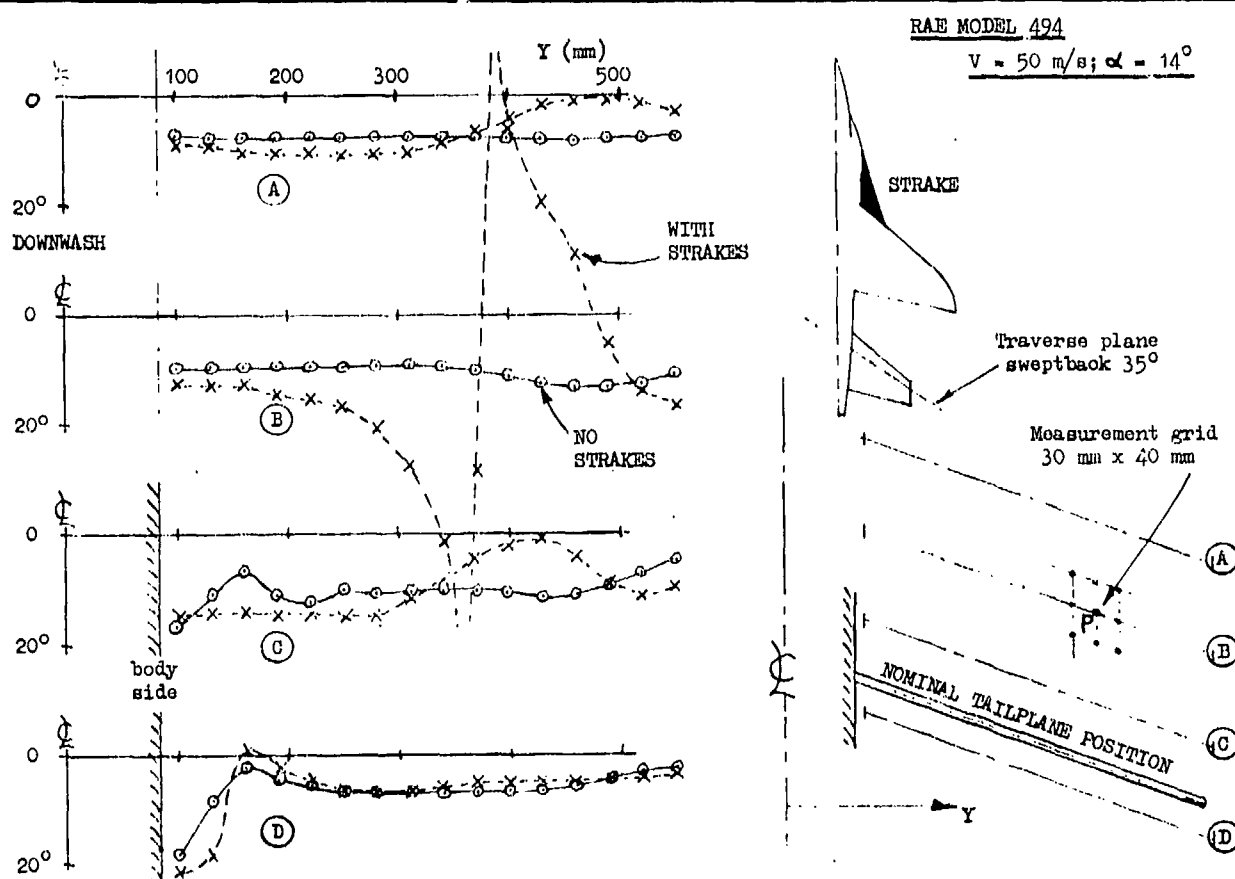 RAE MODEL 494
V = 50 m/s; α = 14°
Y (mm)
100 200 300 500
0
20°
DOWNWASH
A
WITH
STRAKES
STRAKE
℄
0
20°
B
NO
STRAKES
Traverse plane
sweptback 35°
Measurement grid
30 mm x 40 mm
℄
0
20°
C
body
side
A
P
B
℄
NOMINAL TAILPLANE POSITION
C
℄
0
20°
D
Y
D